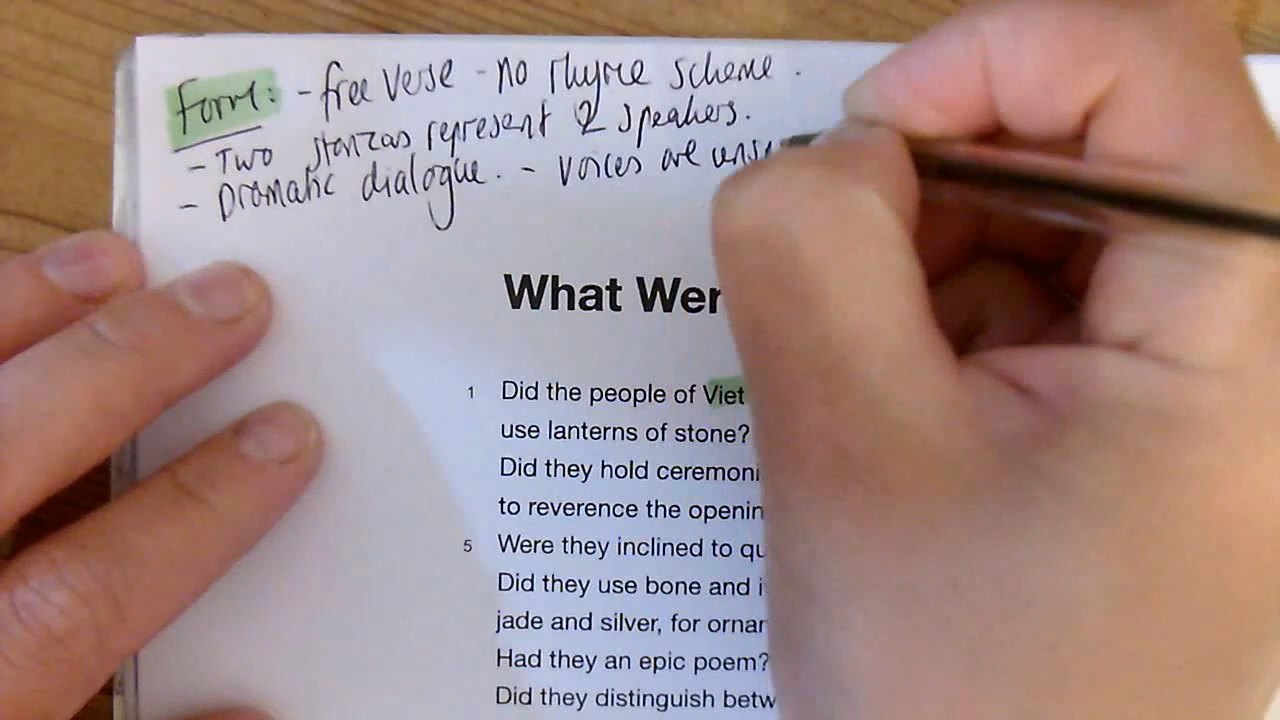 Form: - free verse - no rhyme scheme.
- Two stanzas represent 2 speakers.
- Dramatic dialogue. - voices are
What Wer
1 Did the people of Viet
use lanterns of stone?
Did they hold ceremoni
to reverence the openin
5 Were they inclined to qu
Did they use bone and i
jade and silver, for ornar
Had they an epic poem?
Did they distinguish betw